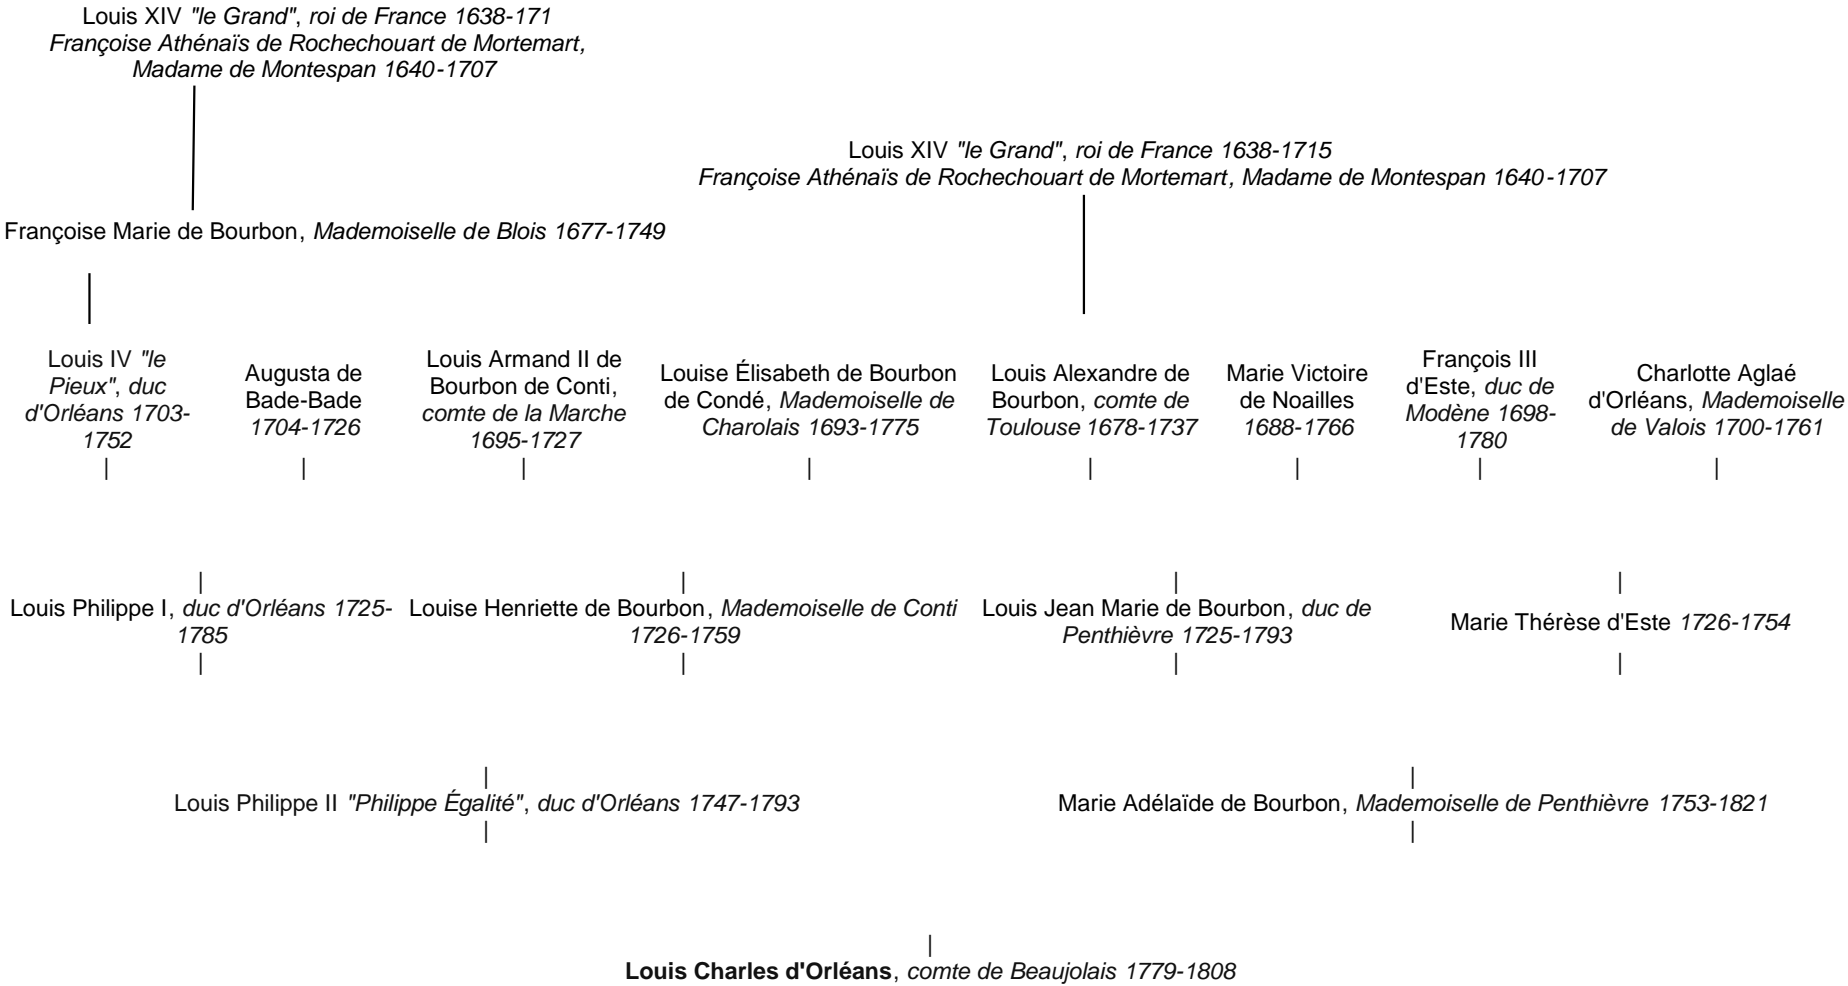 Louis XIV "le Grand", roi de France 1638-171
Françoise Athénaïs de Rochechouart de Mortemart,
Madame de Montespan 1640-1707
Louis XIV "le Grand", roi de France 1638-1715
Françoise Athénaïs de Rochechouart de Mortemart, Madame de Montespan 1640-1707
Françoise Marie de Bourbon, Mademoiselle de Blois 1677-1749
Louis IV "le
Pieux", duc
d'Orléans 1703-
1752
Augusta de
Bade-Bade
1704-1726
Louis Armand II de
Bourbon de Conti,
comte de la Marche
1695-1727
Louise Élisabeth de Bourbon
de Condé, Mademoiselle de
Charolais 1693-1775
Louis Alexandre de
Bourbon, comte de
Toulouse 1678-1737
Marie Victoire
de Noailles
1688-1766
François III
d'Este, duc de
Modène 1698-
1780
Charlotte Aglaé
d'Orléans, Mademoiselle
de Valois 1700-1761
Louis Philippe I, duc d'Orléans 1725-
1785
Louise Henriette de Bourbon, Mademoiselle de Conti
1726-1759
Louis Jean Marie de Bourbon, duc de
Penthièvre 1725-1793
Marie Thérèse d'Este 1726-1754
Louis Philippe II "Philippe Égalité", duc d'Orléans 1747-1793
Marie Adélaïde de Bourbon, Mademoiselle de Penthièvre 1753-1821
Louis Charles d'Orléans, comte de Beaujolais 1779-1808